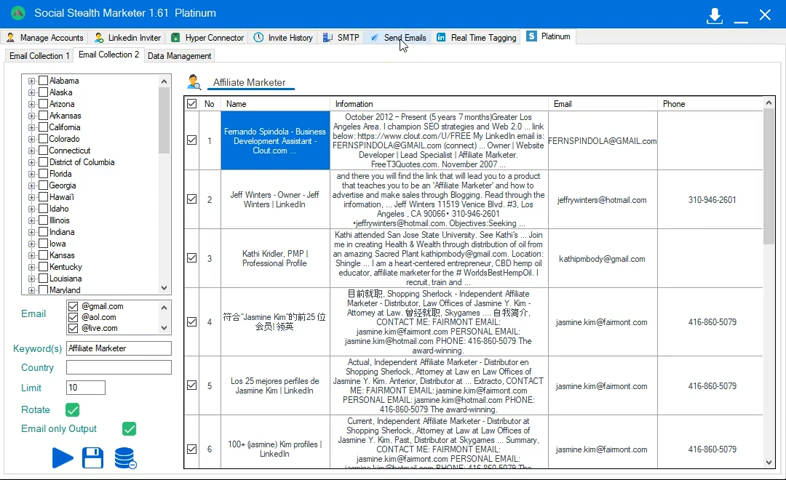 Social Stealth Marketer 1.61 Platinum
Manage Accounts
Linkedin Inviter
Hyper Connector
Invite History
SMTP
Send Emails
Real Time Tagging
Platinum
Email Collection 1
Email Collection 2
Data Management
Alabama
Alaska
Arizona
Arkansas
California
Colorado
Connecticut
District of Columbia
Florida
Georgia
Hawai'i
Idaho
Illinois
Indiana
Iowa
Kansas
Kentucky
Louisiana
Maryland
Email
@gmail.com
@aol.com
@live.com
Keyword(s)
Affiliate Marketer
Country
Limit
10
Rotate
Email only Output
Affiliate Marketer
No
Name
Information
Email
Phone
1
Fernando Spindola - Business
Development Assistant -
Clout.com ...
October 2012 – Present (5 years 7 months)Greater Los
Angeles Area. I champion SEO strategies and Web 2.0 ... link
below: https://www.clout.com/U/FREE My LinkedIn email is:
FERNSPINDOLA@GMAIL.com (connect) ... Owner | Website
Developer | Lead Specialist | Affiliate Marketer.
FreeT3Quotes.com. November 2007 ...
FERNSPINDOLA@GMAIL.com
2
Jeff Winters - Owner - Jeff
Winters | LinkedIn
and there you will find the link that will lead you to a product
that teaches you to be an 'Affiliate Marketer' and how to
advertise and make sales through Blogging. Read through the
information, ... Jeff Winters 11519 Venice Blvd. #3, Los
Angeles , CA 90066• 310-946-2601
•jeffrywinters@hotmail.com. Objectives:Seeking ...
jeffrywinters@hotmail.com
310-946-2601
3
Kathi Kridler, PMP |
Professional Profile
Kathi attended San Jose State University. See Kathi's ... Join
me in creating Health & Wealth through distribution of oil from
an amazing Sacred Plant kathipmbody@gmail.com. Location:
Shingle ... I am a heart-centered entrepreneur, CBD hemp oil
educator, affiliate marketer for the # WorldsBestHempOil. I
recruit, train and ...
kathipmbody@gmail.com
4
符合“Jasmine Kim”的前25 位
会员| 领英
目前就职, Shopping Sherlock - Independent Affiliate
Marketer - Distributor, Law Offices of Jasmine Y. Kim -
Attorney at Law. 曾经就职, Skygames .... 自我简介,
CONTACT ME: FAIRMONT EMAIL:
jasmine.kim@fairmont.com PERSONAL EMAIL:
jasmine.kim@hotmail.com PHONE: 416-860-5079 The
award-winning.
jasmine.kim@fairmont.com
416-860-5079
5
Los 25 mejores perfiles de
Jasmine Kim | LinkedIn
Actual, Independent Affiliate Marketer - Distributor en
Shopping Sherlock, Attorney at Law en Law Offices of
Jasmine Y. Kim. Anterior, Distributor at ... Extracto, CONTACT
ME: FAIRMONT EMAIL: jasmine.kim@fairmont.com
PERSONAL EMAIL: jasmine.kim@hotmail.com PHONE:
416-860-5079 The award-winning.
jasmine.kim@fairmont.com
416-860-5079
6
100+ (jasmine) Kim profiles |
LinkedIn
Current, Independent Affiliate Marketer - Distributor at
Shopping Sherlock, Attorney at Law at Law Offices of
Jasmine Y. Kim. Past, Distributor at Skygames ... Summary,
CONTACT ME: FAIRMONT EMAIL:
jasmine.kim@fairmont.com PERSONAL EMAIL:
jasmine.kim@hotmail.com PHONE: 416-860-5079 The
jasmine.kim@fairmont.com
416-860-5079